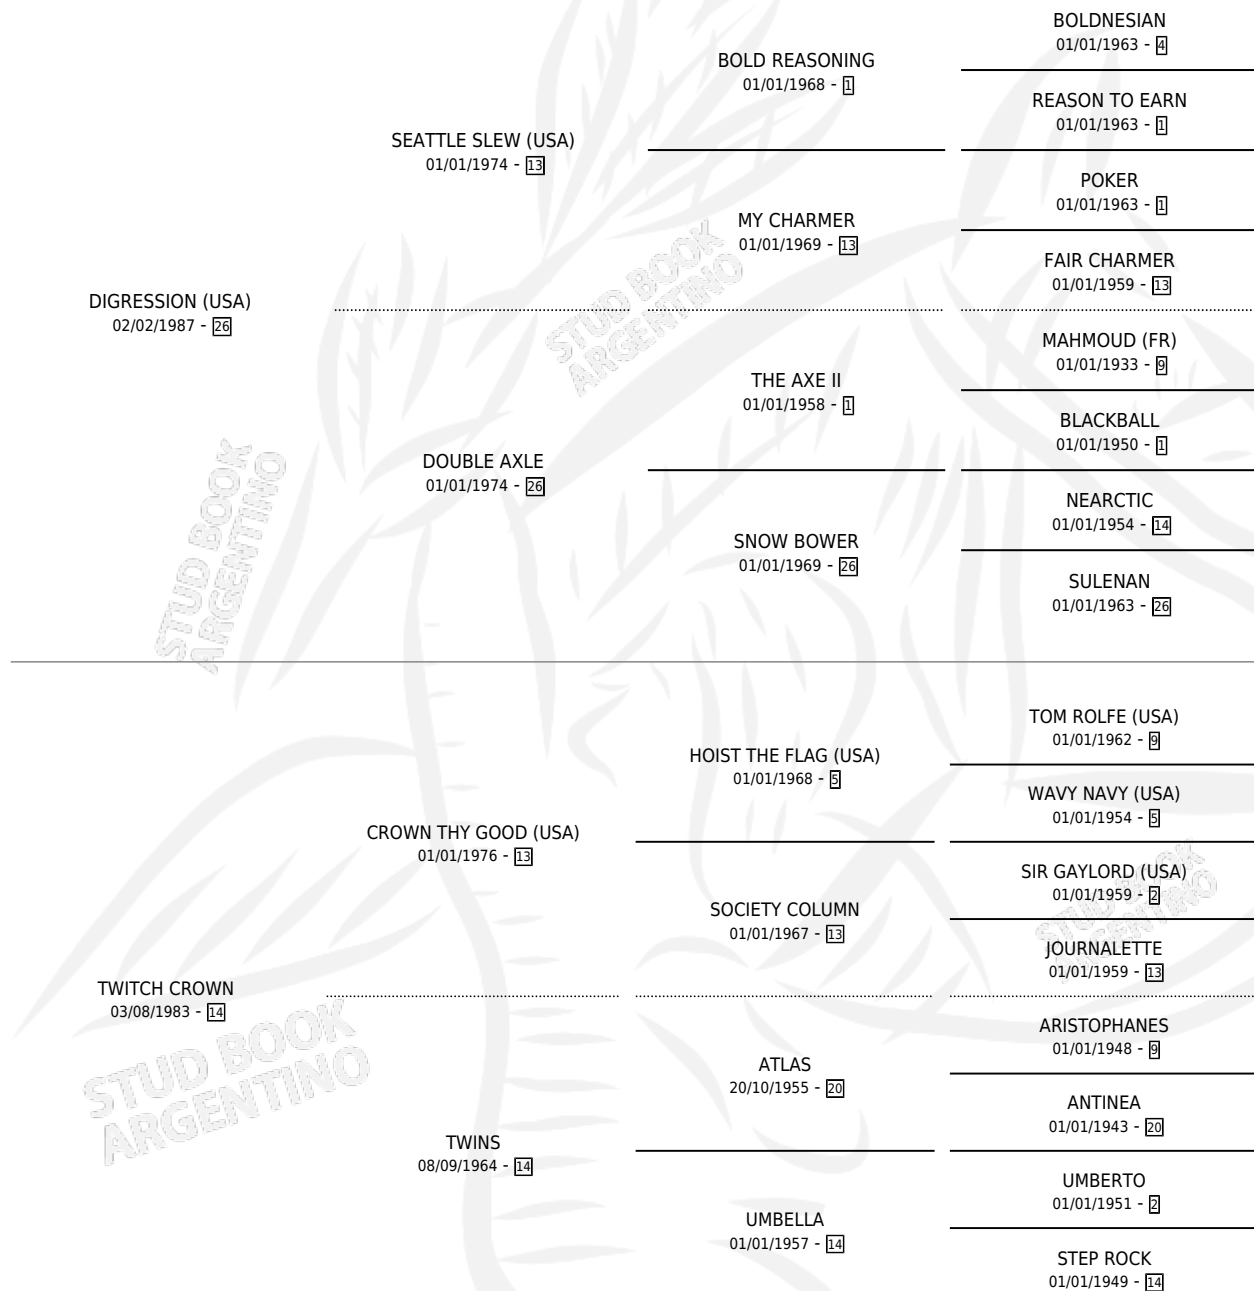 BOLDNESIAN
01/01/1963 - 4
BOLD REASONING
01/01/1968 - 1
REASON TO EARN
01/01/1963 - 1
SEATTLE SLEW (USA)
01/01/1974 - 13
POKER
01/01/1963 - 1
MY CHARMER
01/01/1969 - 13
FAIR CHARMER
01/01/1959 - 13
DIGRESSION (USA)
02/02/1987 - 26
MAHMOUD (FR)
01/01/1933 - 9
THE AXE II
01/01/1958 - 1
BLACKBALL
01/01/1950 - 1
DOUBLE AXLE
01/01/1974 - 26
NEARCTIC
01/01/1954 - 14
SNOW BOWER
01/01/1969 - 26
SULENAN
01/01/1963 - 26
TOM ROLFE (USA)
01/01/1962 - 9
HOIST THE FLAG (USA)
01/01/1968 - 5
WAVY NAVY (USA)
01/01/1954 - 5
CROWN THY GOOD (USA)
01/01/1976 - 13
SIR GAYLORD (USA)
01/01/1959 - 2
SOCIETY COLUMN
01/01/1967 - 13
JOURNALETTE
01/01/1959 - 13
TWITCH CROWN
03/08/1983 - 14
ARISTOPHANES
01/01/1948 - 9
ATLAS
20/10/1955 - 20
ANTINEA
01/01/1943 - 20
TWINS
08/09/1964 - 14
UMBERTO
01/01/1951 - 2
UMBELLA
01/01/1957 - 14
STEP ROCK
01/01/1949 - 14
STUD BOOK
ARGENTINO
STUD BOOK
ARGENTINO
STUD BOOK
ARGENTINO
STUD BOOK
ARGENTINO